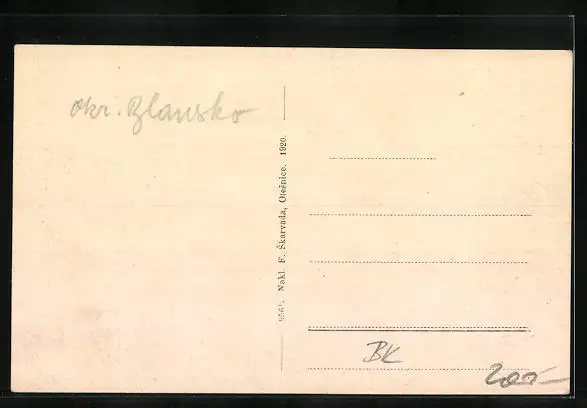 okr. Blansko
Nakl. F. Škarvada, Olešnice. 1920.
BK
200-